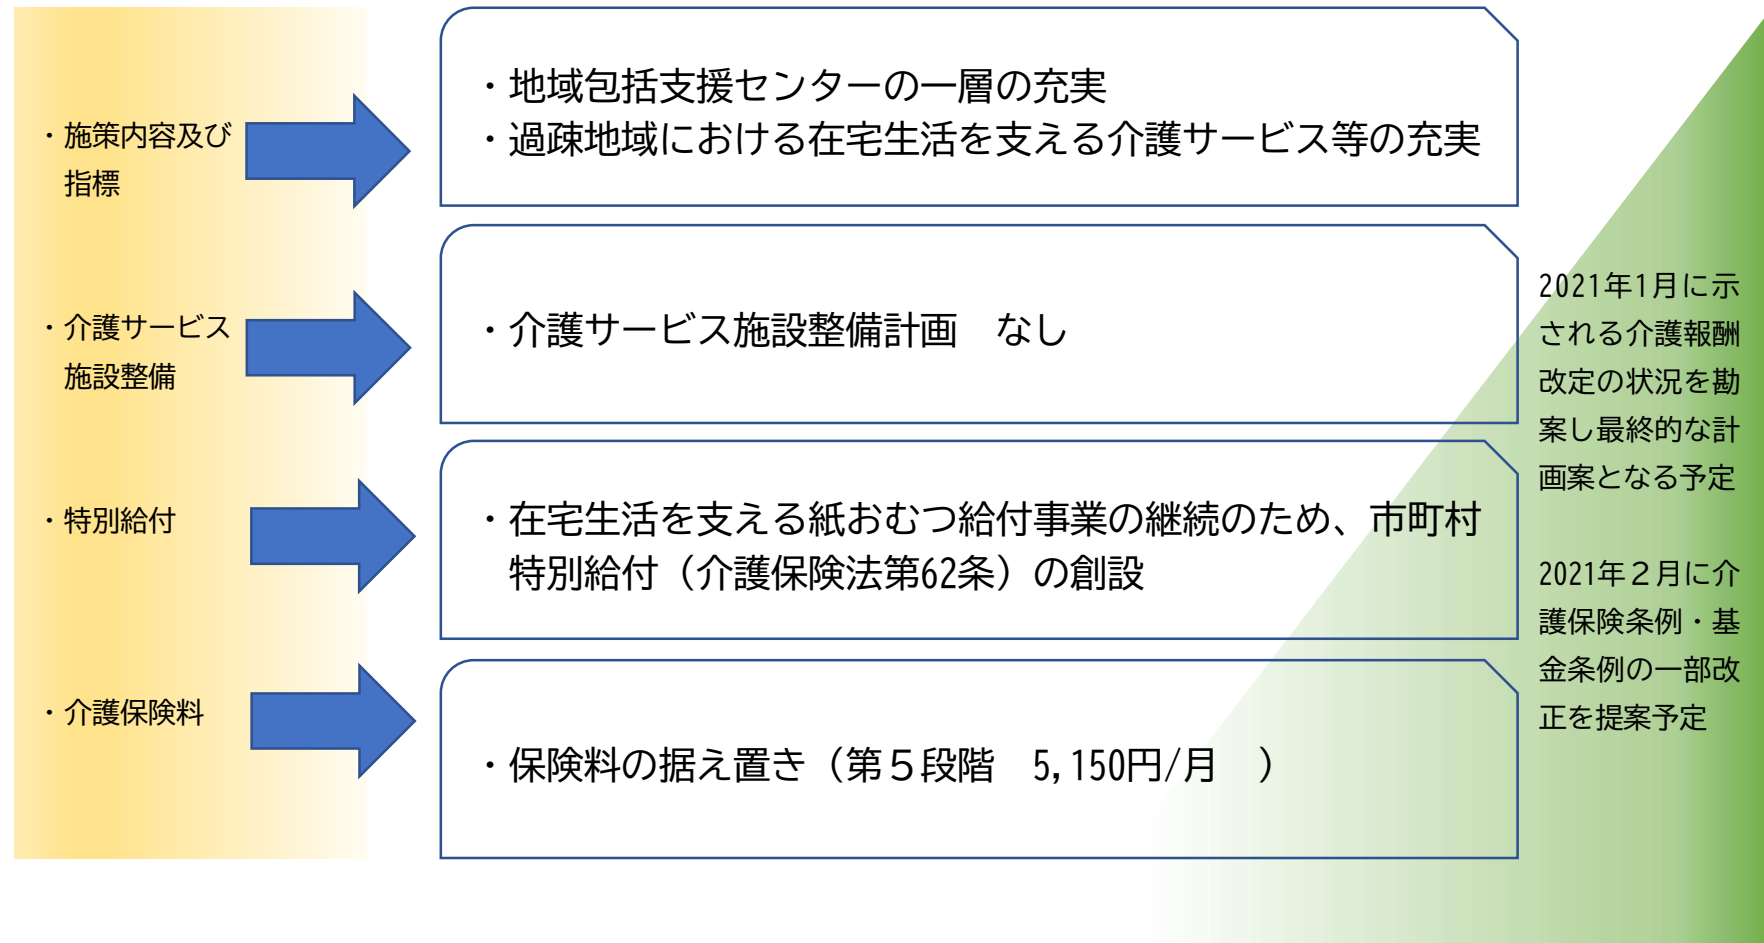 ・施策内容及び
指標
・地域包括支援センターの一層の充実
・過疎地域における在宅生活を支える介護サービス等の充実
・介護サービス
施設整備
・介護サービス施設整備計画　なし
・特別給付
・在宅生活を支える紙おむつ給付事業の継続のため、市町村
特別給付（介護保険法第62条）の創設
・介護保険料
・保険料の据え置き（第５段階　5,150円/月　）
2021年1月に示
される介護報酬
改定の状況を勘
案し最終的な計
画案となる予定
2021年２月に介
護保険条例・基
金条例の一部改
正を提案予定